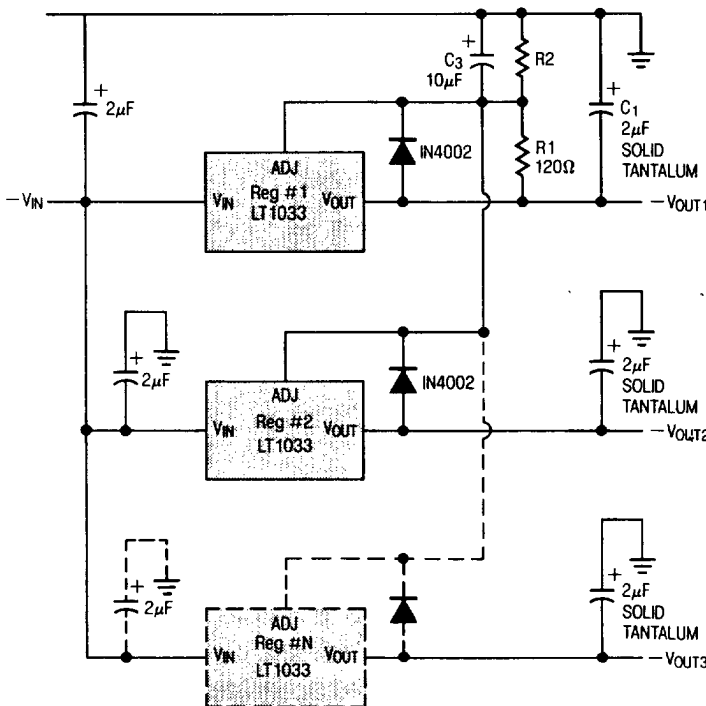 +
C3
10µF
R2
+
2µF
+
C1
2µF
SOLID
TANTALUM
IN4002
R1
120Ω
ADJ
Reg #1
LT1033
VIN
VOUT
−VIN
−VOUT1
+
2µF
ADJ
Reg #2
LT1033
VIN
VOUT
IN4002
+
2µF
SOLID
TANTALUM
−VOUT2
+
2µF
ADJ
Reg #N
LT1033
VIN
VOUT
+
2µF
SOLID
TANTALUM
−VOUT3